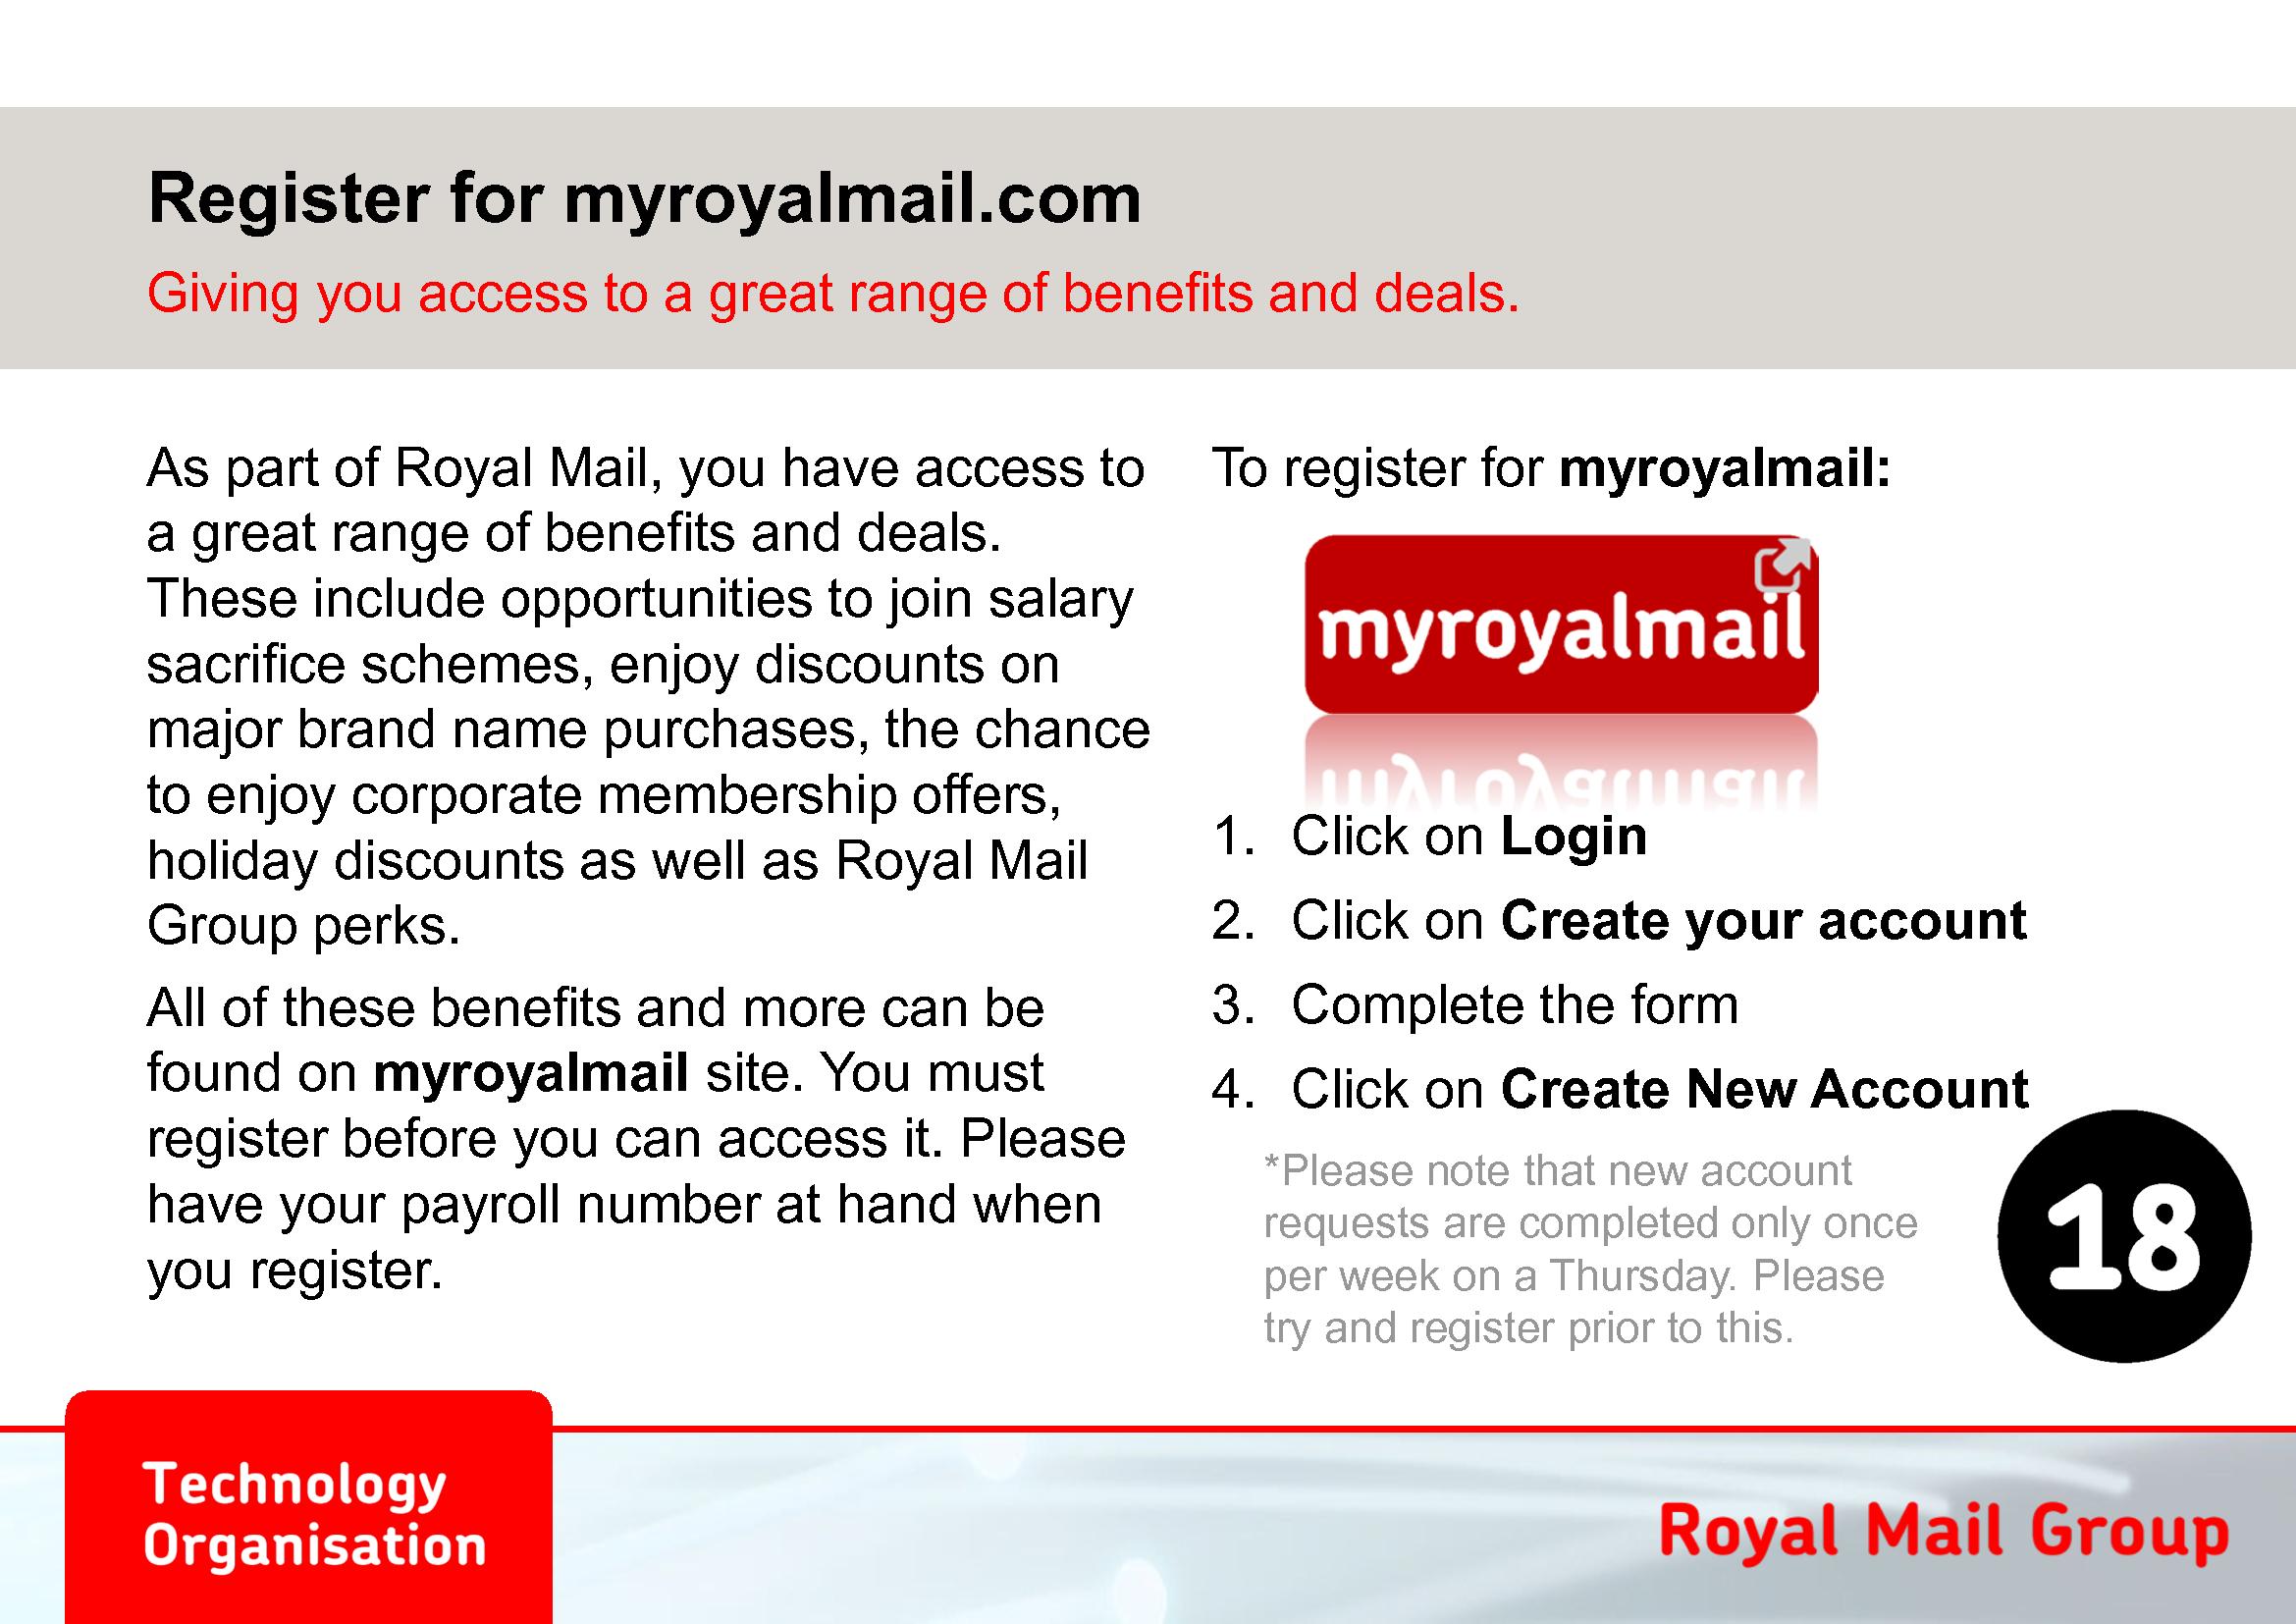 Register for myroyalmail.com
Giving you access to a great range of benefits and deals.
As part of Royal Mail, you have access to
a great range of benefits and deals.
These include opportunities to join salary
sacrifice schemes, enjoy discounts on
major brand name purchases, the chance
to enjoy corporate membership offers,
holiday discounts as well as Royal Mail
Group perks.
All of these benefits and more can be
found on myroyalmail site. You must
register before you can access it. Please
have your payroll number at hand when
you register.
To register for myroyalmail:
myroyalmail
1. Click on Login
2. Click on Create your account
3. Complete the form
4. Click on Create New Account
*Please note that new account
requests are completed only once
per week on a Thursday. Please
try and register prior to this.
18
Technology
Organisation
Royal Mail Group